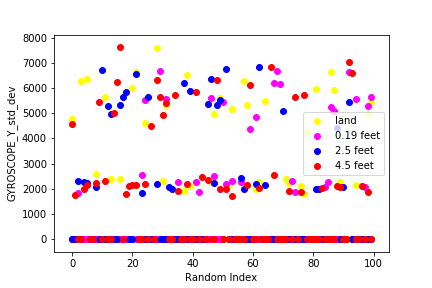 8000
7000
6000
5000
4000
3000
2000
1000
0
GYROSCOPE_Y_std_dev
land
0.19 feet
2.5 feet
4.5 feet
0 20 40 60 80 100
Random Index